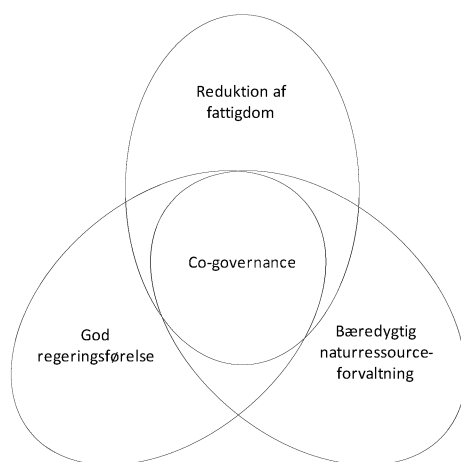 Reduktion af
fattigdom
Co-governance
God
regeringsførelse
Bæredygtig
naturressource-
forvaltning